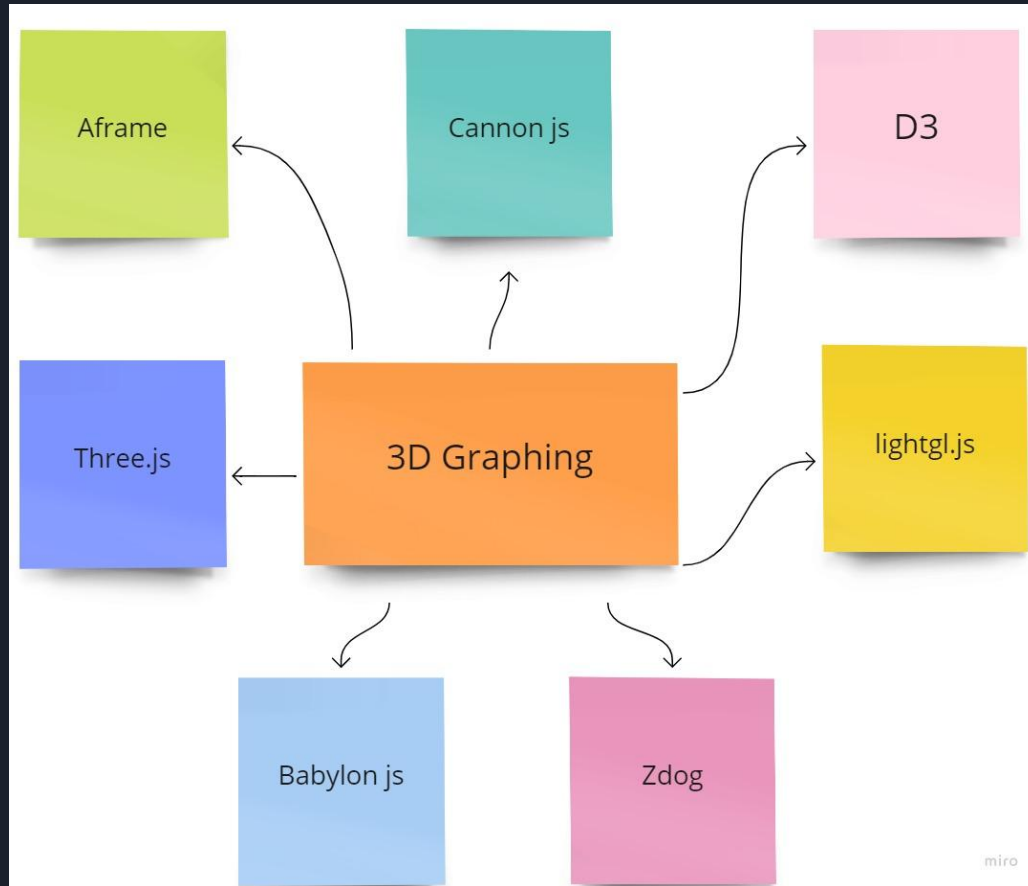 Aframe
Cannon js
D3
Three.js
3D Graphing
lightgl.js
Babylon js
Zdog
miro